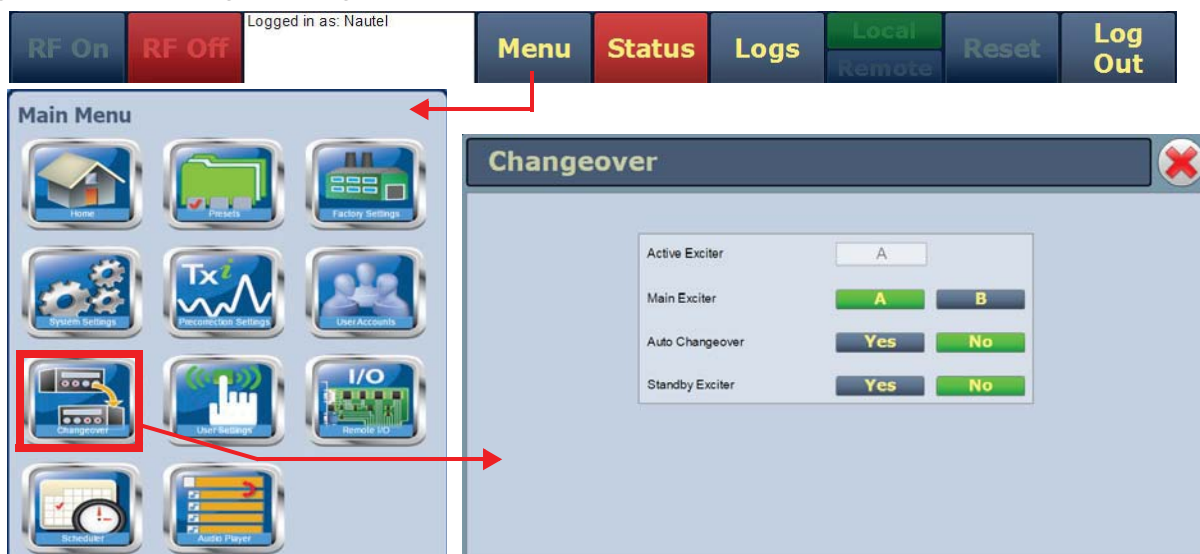 RF On
RF Off
Logged in as: Nautel
Menu
Status
Logs
Local
Remote
Reset
Log
Out
Main Menu
Home
Presets
Factory Settings
Txi
System Settings
Precorrection Settings
User Accounts
I/O
Changeover
User Settings
Remote I/O
Scheduler
Audio Player
Changeover
Active Exciter A
Main Exciter A B
Auto Changeover Yes No
Standby Exciter Yes No